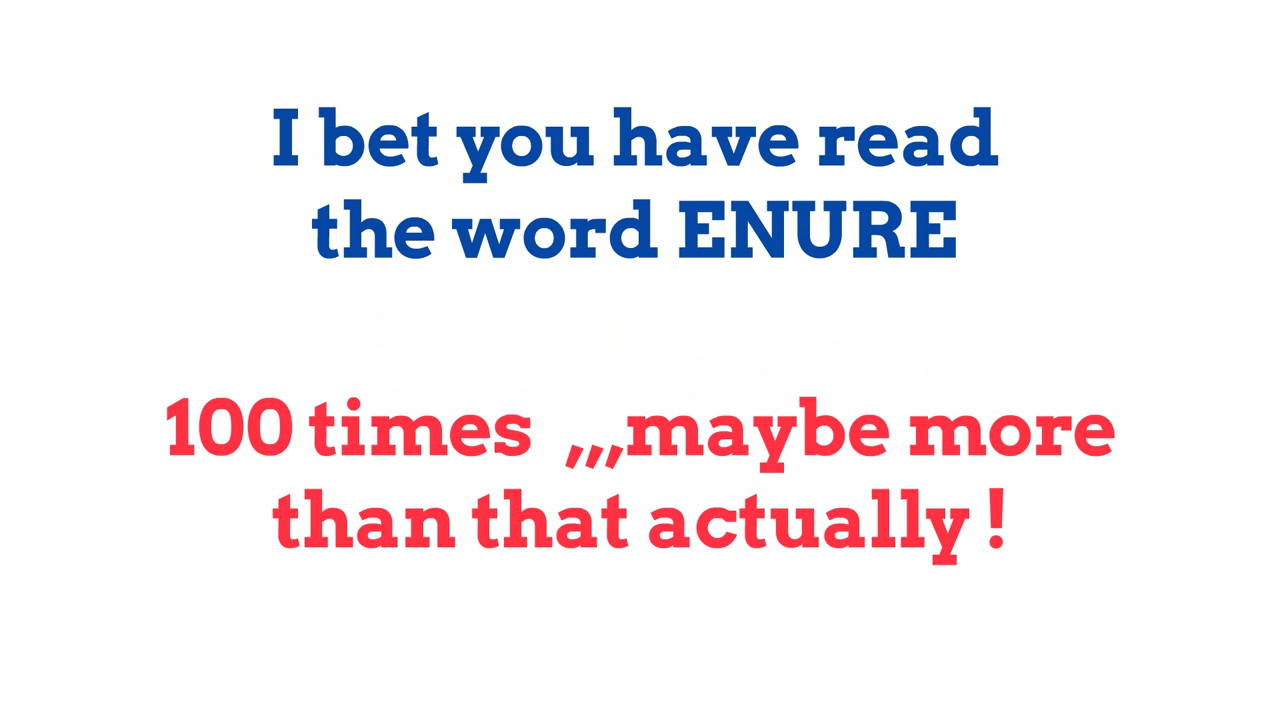 I bet you have read
the word ENURE
100 times ,,,maybe more
than that actually !